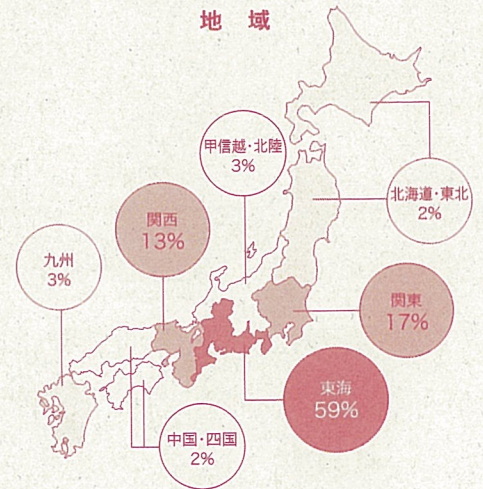 地域
甲信越・北陸
3%
北海道・東北
2%
関西
13%
九州
3%
関東
17%
東海
59%
中国・四国
2%